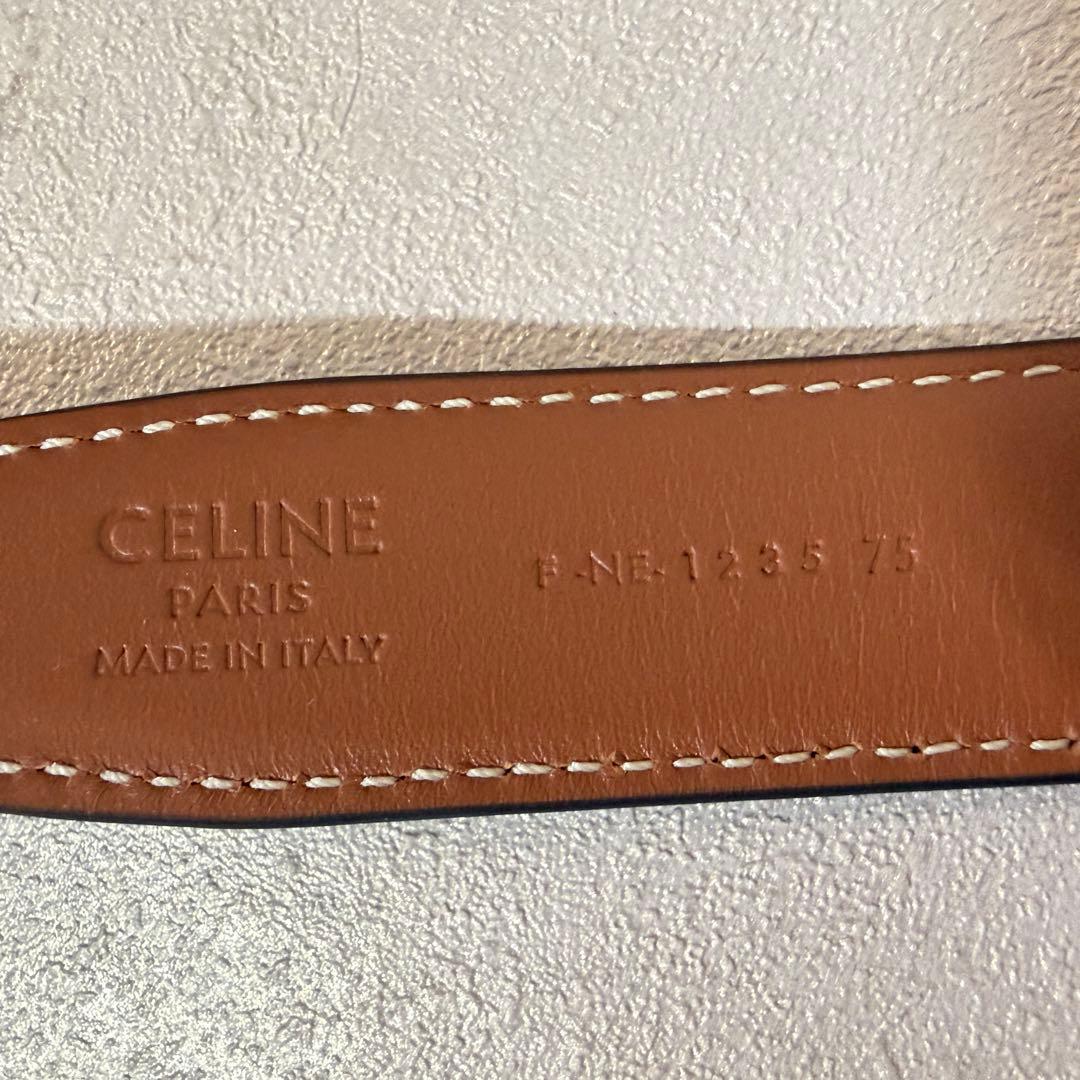 CELINE
PARIS
MADE IN ITALY
F-NE-1235 75